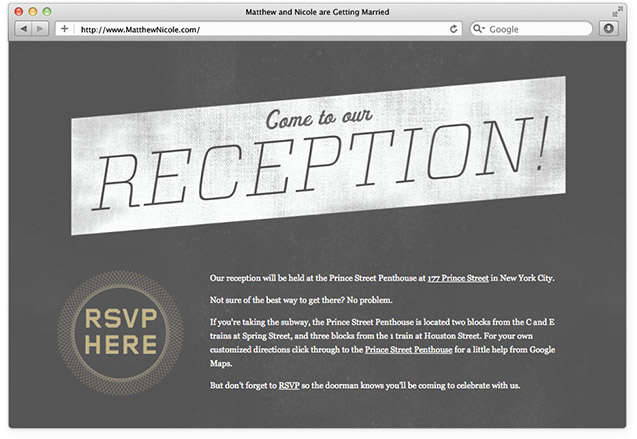 Matthew and Nicole are Getting Married
http://www.MatthewNicole.com/
Google
Come to our
RECEPTION!
RSVP
HERE
Our reception will be held at the Prince Street Penthouse at 177 Prince Street in New York City.
Not sure of the best way to get there? No problem.
If you're taking the subway, the Prince Street Penthouse is located two blocks from the C and E
trains at Spring Street, and three blocks from the 1 train at Houston Street. For your own
customized directions click through to the Prince Street Penthouse for a little help from Google
Maps.
But don't forget to RSVP so the doorman knows you'll be coming to celebrate with us.